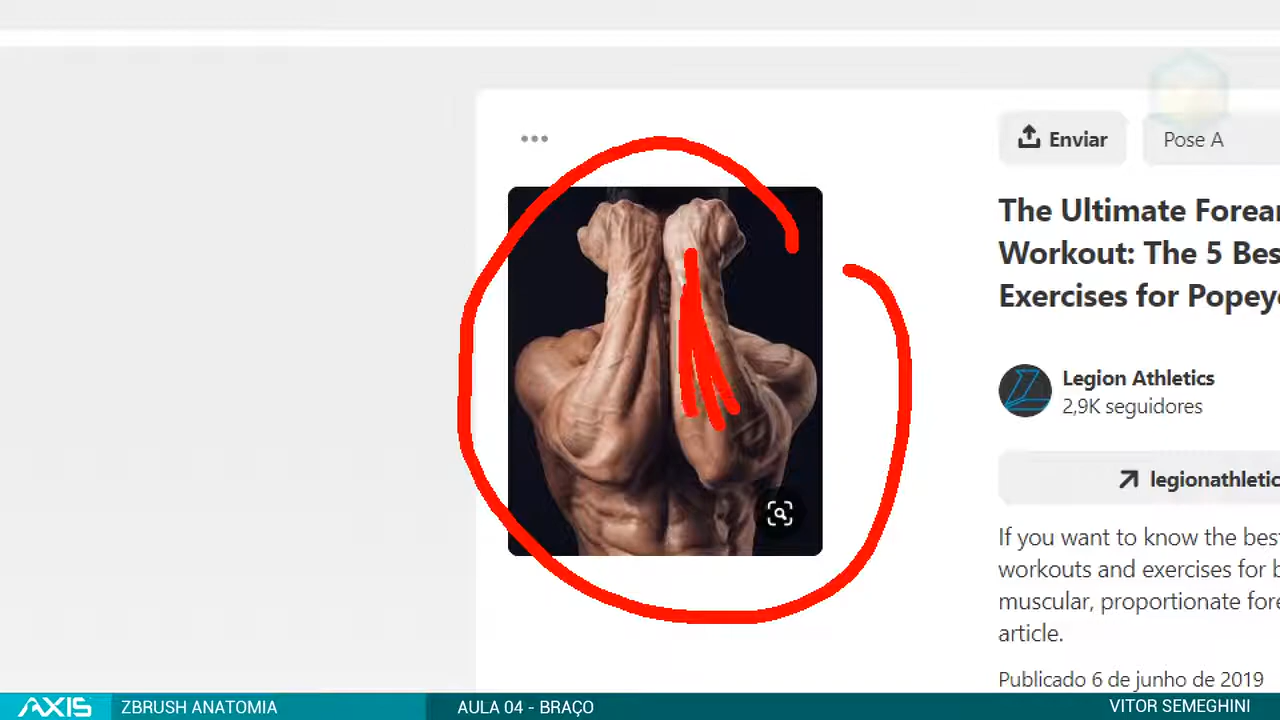 Enviar
Pose A
The Ultimate Forear
Workout: The 5 Bes
Exercises for Popey
Legion Athletics
2,9K seguidores
legionathletic
If you want to know the best
workouts and exercises for b
muscular, proportionate fore
article.
Publicado 6 de junho de 2019
AXIS
ZBRUSH ANATOMIA
AULA 04 - BRAÇO
VITOR SEMEGHINI